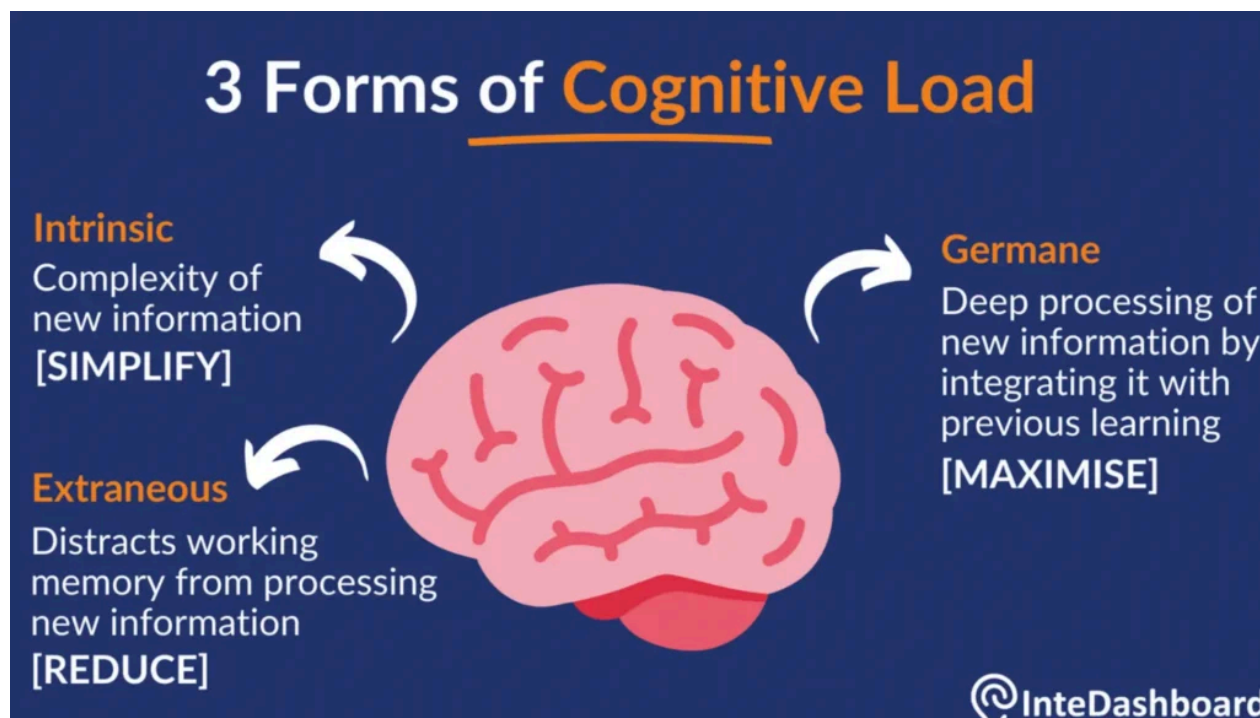 3 Forms of Cognitive Load
Intrinsic
Complexity of
new information
[SIMPLIFY]
Extraneous
Distracts working
memory from processing
new information
[REDUCE]
Germane
Deep processing of
new information by
integrating it with
previous learning
[MAXIMISE]
InteDashboard